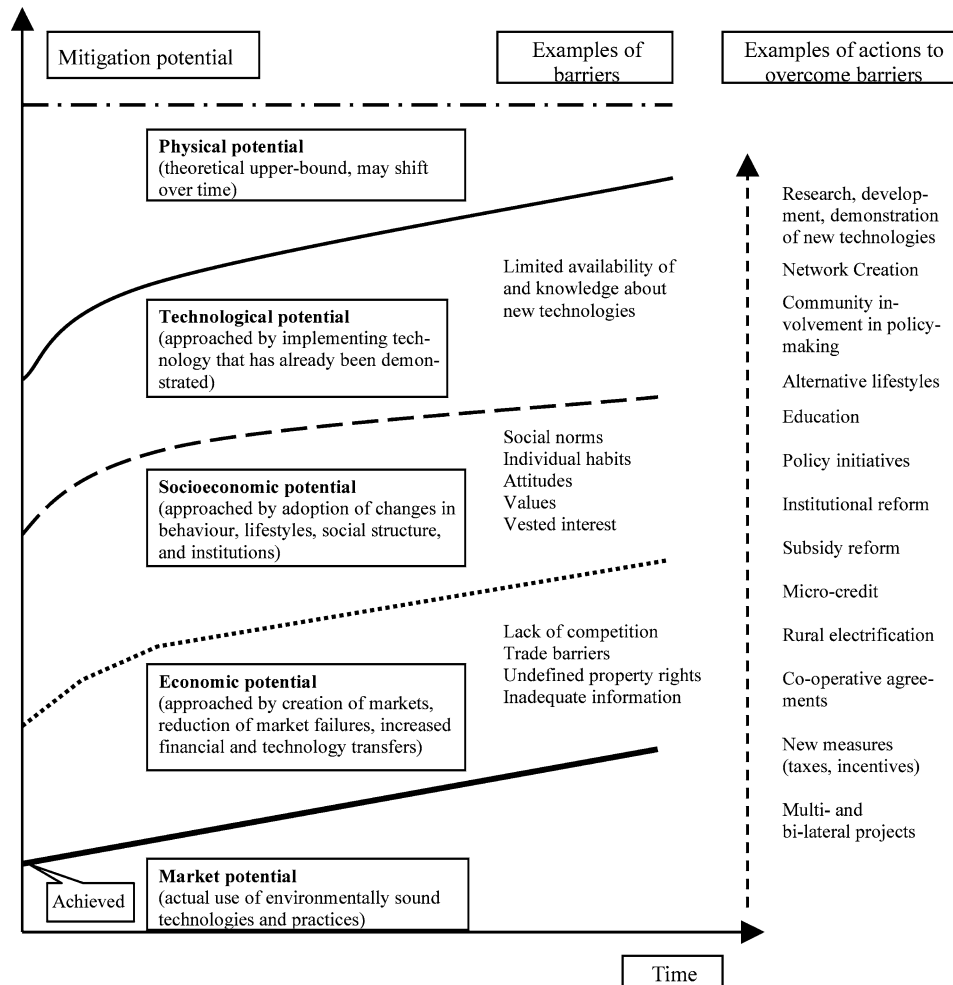 Mitigation potential
Examples of
barriers
Examples of actions to
overcome barriers
Physical potential
(theoretical upper-bound, may shift
over time)
Limited availability of
and knowledge about
new technologies
Technological potential
(approached by implementing tech-
nology that has already been demon-
strated)
Social norms
Individual habits
Attitudes
Values
Vested interest
Socioeconomic potential
(approached by adoption of changes in
behaviour, lifestyles, social structure,
and institutions)
Lack of competition
Trade barriers
Undefined property rights
Inadequate information
Economic potential
(approached by creation of markets,
reduction of market failures, increased
financial and technology transfers)
Market potential
(actual use of environmentally sound
technologies and practices)
Achieved
Research, develop-
ment, demonstration
of new technologies
Network Creation
Community in-
volvement in policy-
making
Alternative lifestyles
Education
Policy initiatives
Institutional reform
Subsidy reform
Micro-credit
Rural electrification
Co-operative agree-
ments
New measures
(taxes, incentives)
Multi- and
bi-lateral projects
Time